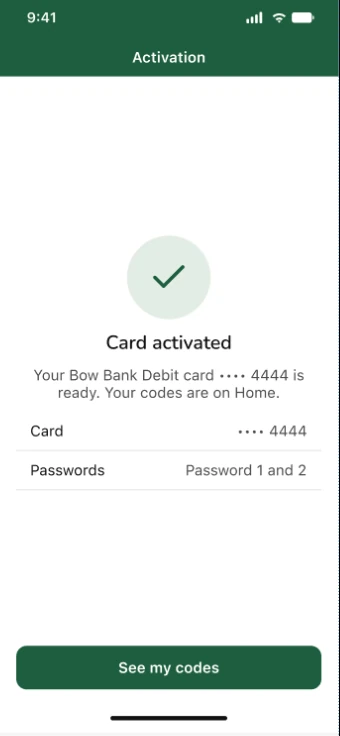 9:41
Activation
Card activated
Your Bow Bank Debit card •••• 4444 is
ready. Your codes are on Home.
Card •••• 4444
Passwords Password 1 and 2
See my codes